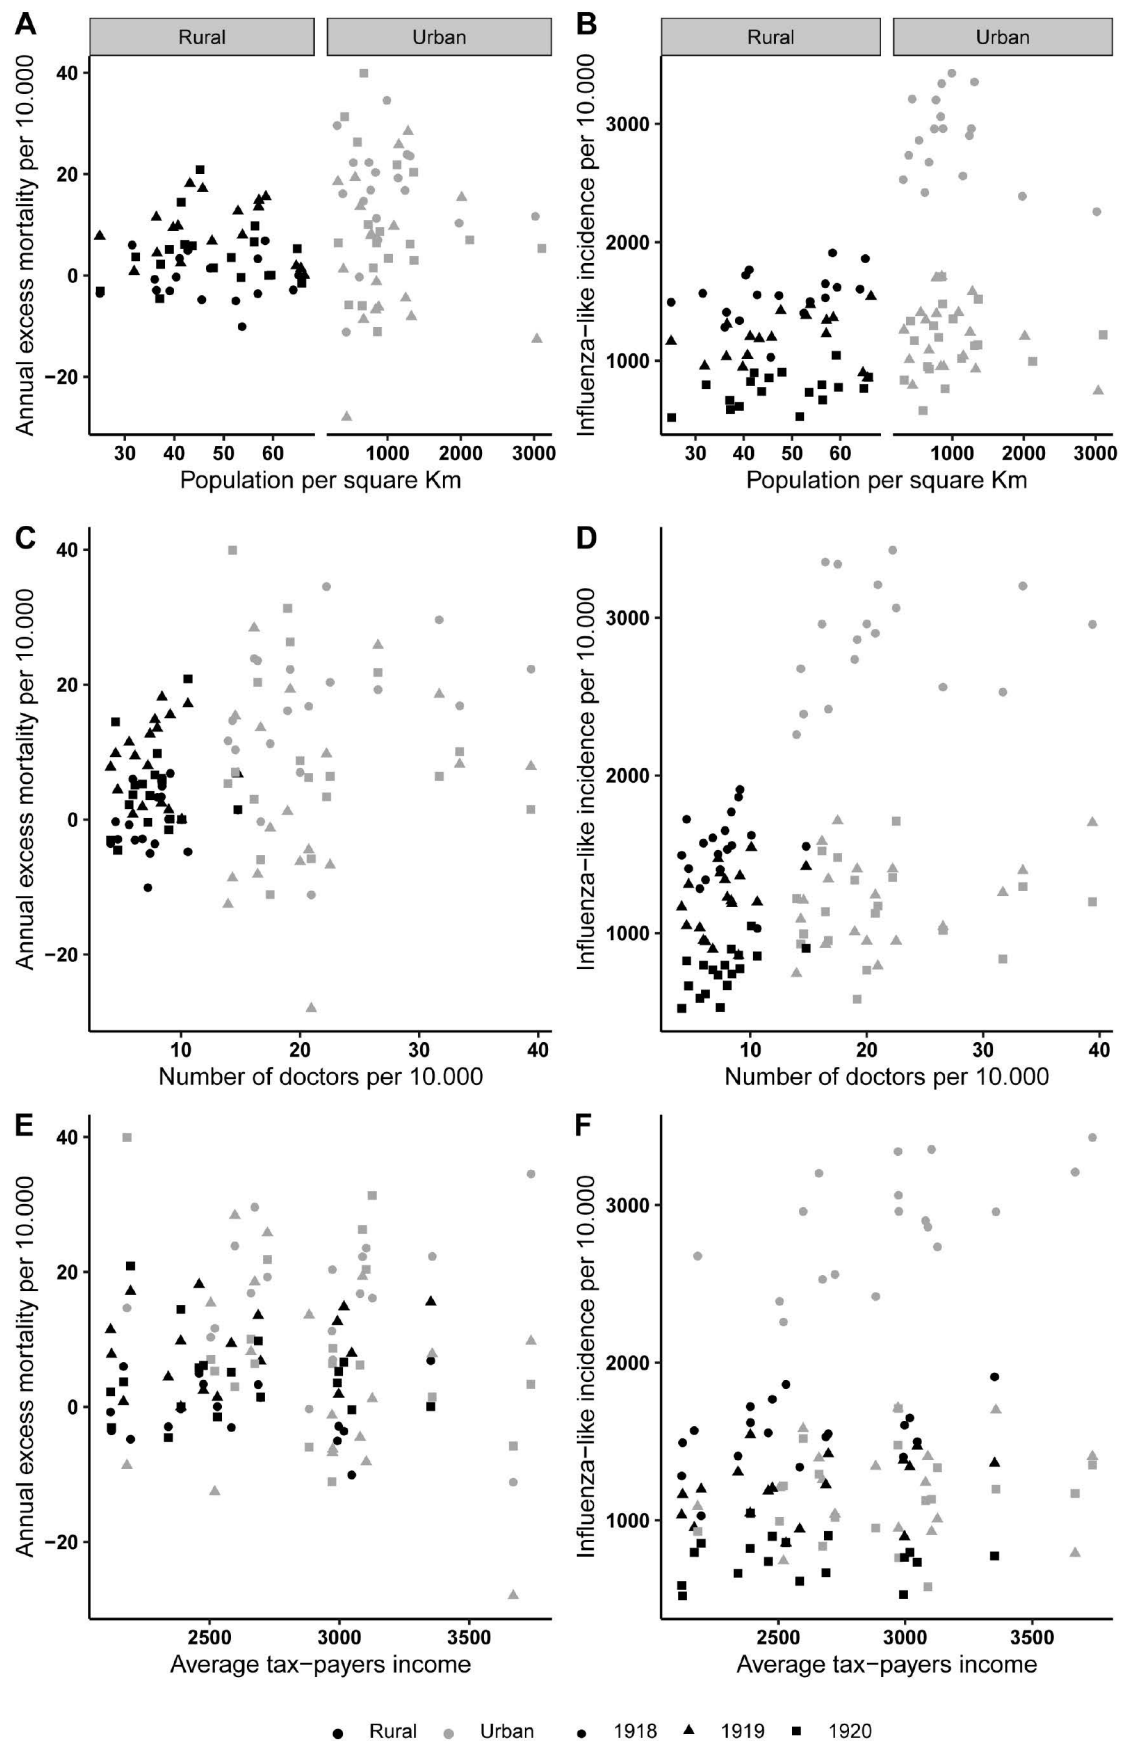 A
B
Rural
Urban
Rural
Urban
Annual excess mortality per 10.000
40
20
0
−20
30
40
50
60
1000
2000
3000
Population per square Km
Influenza−like incidence per 10.000
3000
2000
1000
30
40
50
60
1000
2000
3000
Population per square Km
C
Annual excess mortality per 10.000
40
20
0
−20
10
20
30
40
Number of doctors per 10.000
D
Influenza−like incidence per 10.000
3000
2000
1000
10
20
30
40
Number of doctors per 10.000
E
Annual excess mortality per 10.000
40
20
0
−20
2500
3000
3500
Average tax−payers income
F
Influenza−like incidence per 10.000
3000
2000
1000
2500
3000
3500
Average tax−payers income
Rural
Urban
1918
1919
1920